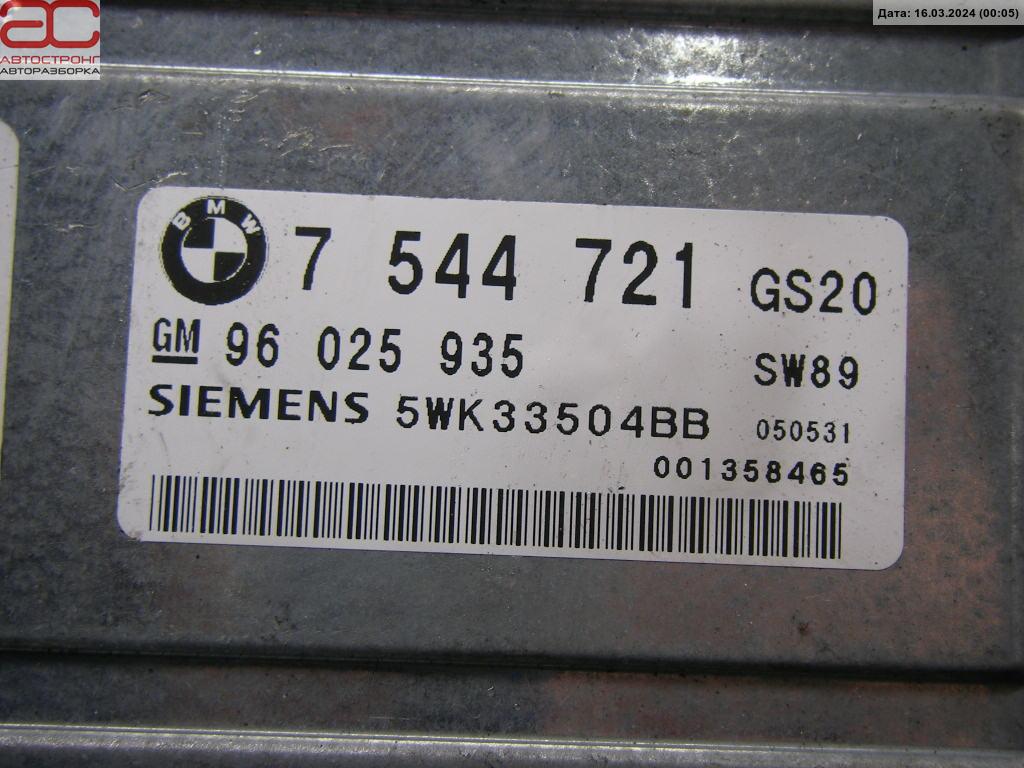 AC
АВТОСТРОНГ
АВТОРАЗБОРКА
Дата: 16.03.2024 (00:05)
BMW 7 544 721 GS20
GM 96 025 935 SW89
SIEMENS 5WK33504BB 050531
001358465